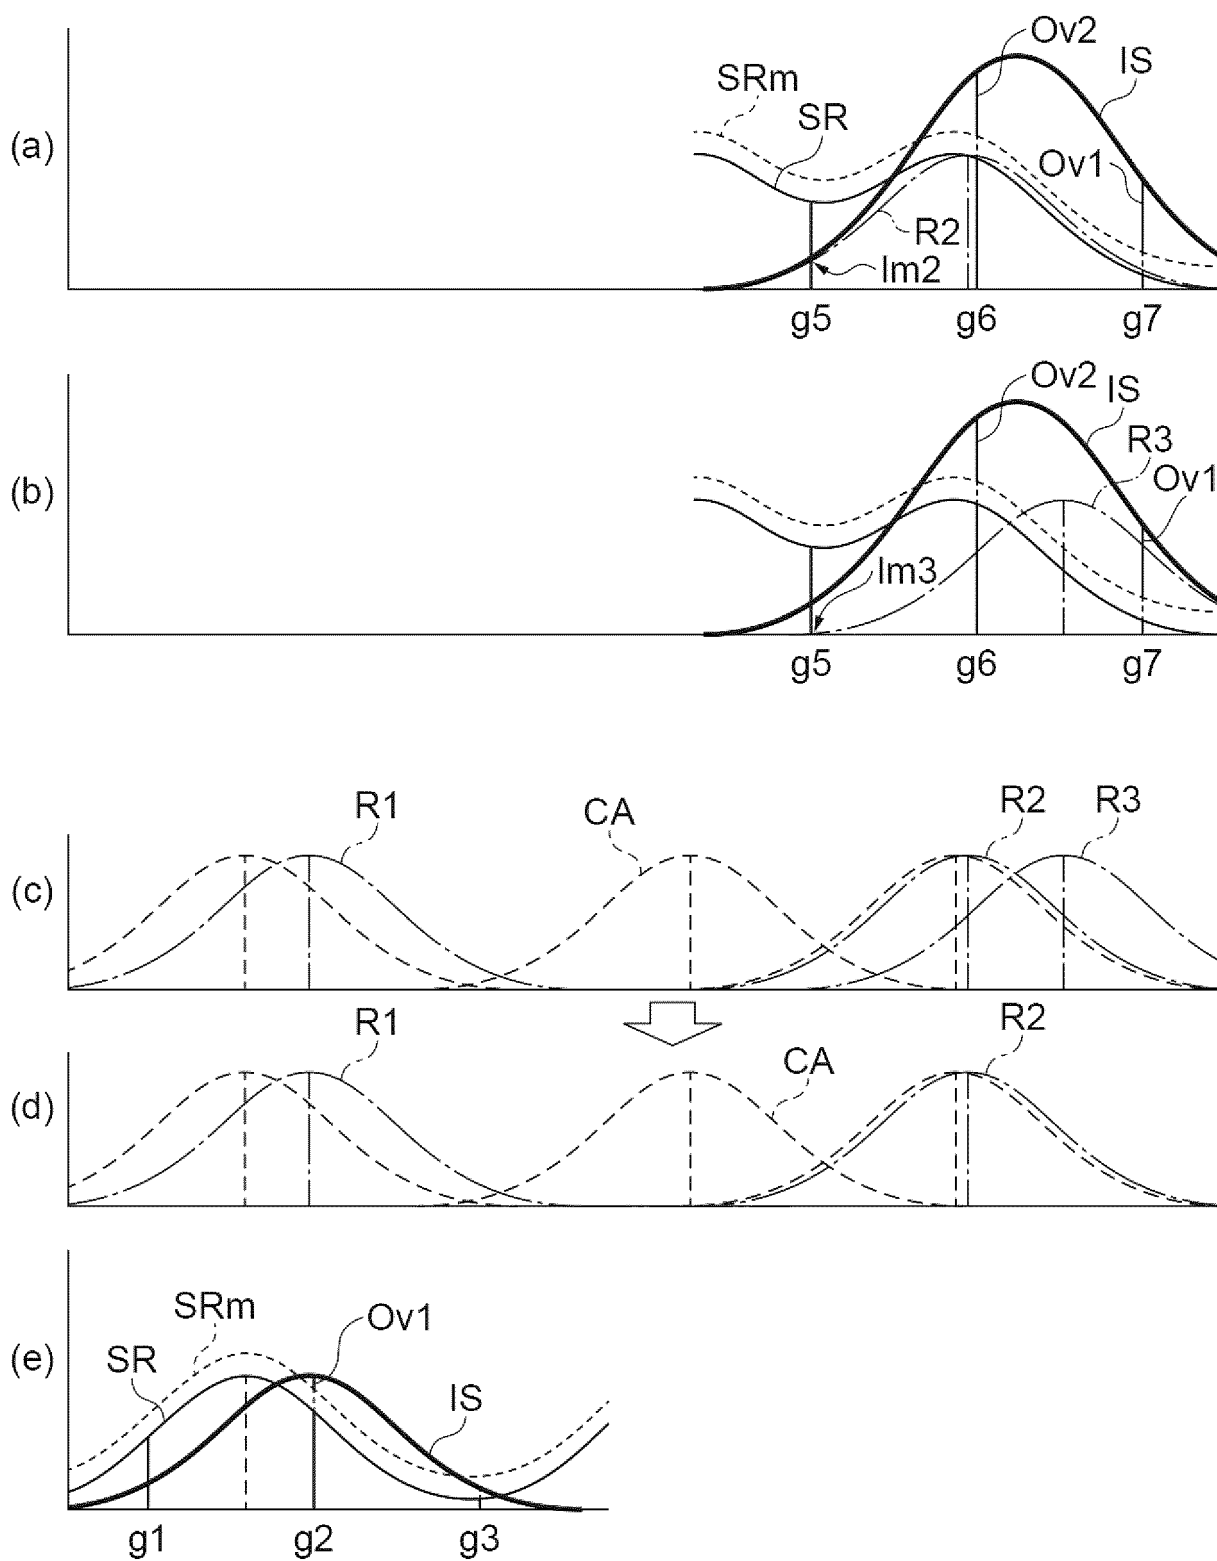 (a)
SRm
SR
Ov2
IS
Ov1
R2
Im2
g5 g6 g7
(b)
Ov2
IS
R3
Ov1
Im3
g5 g6 g7
(c)
R1
CA
R2
R3
(d)
R1
CA
R2
(e)
SRm
SR
Ov1
IS
g1 g2 g3